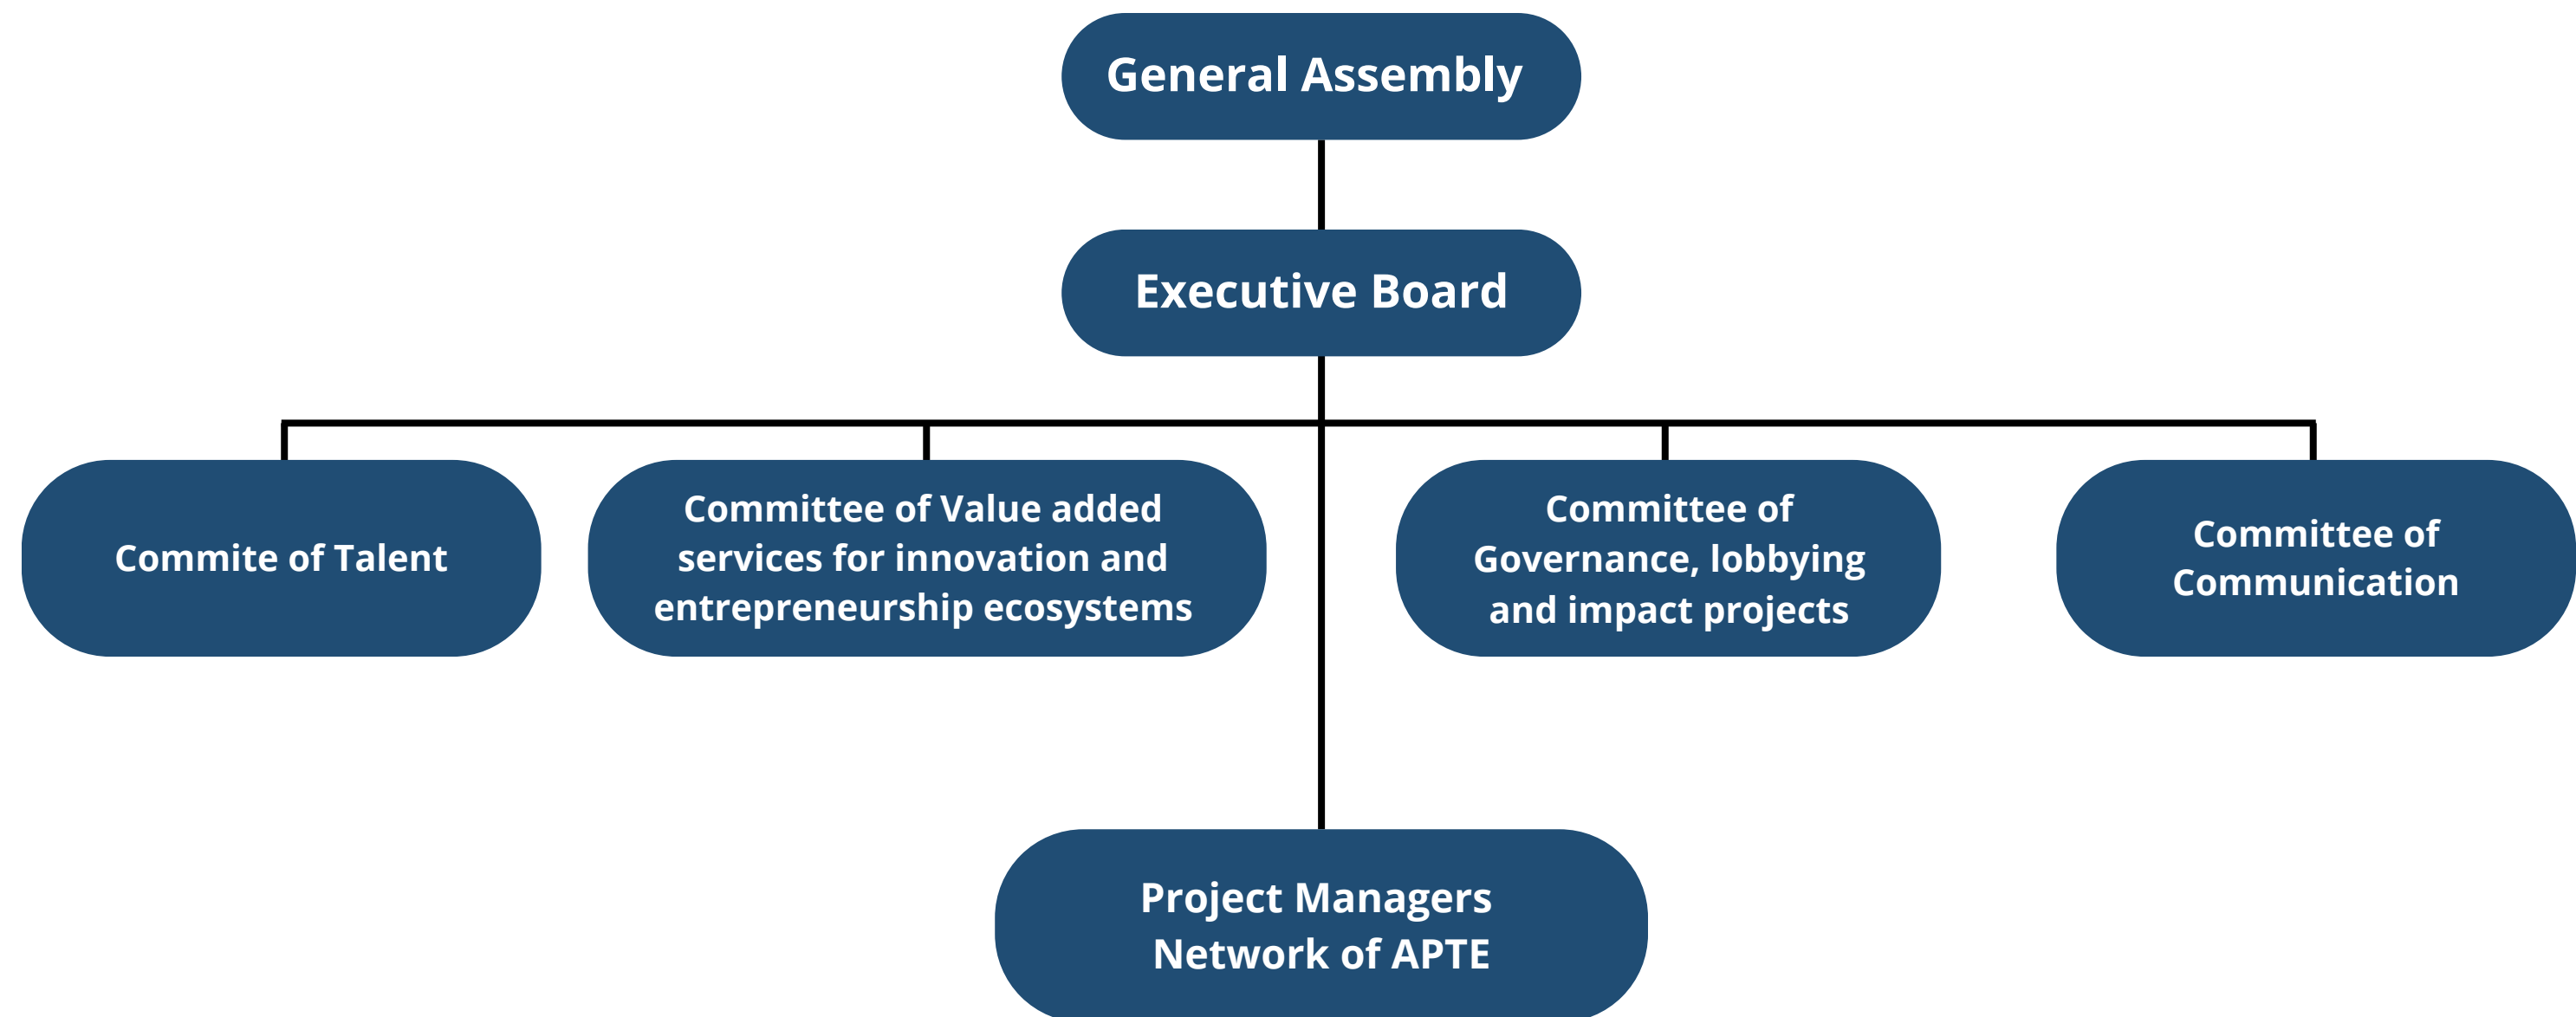 General Assembly
Executive Board
Commite of Talent
Committee of Value added
services for innovation and
entrepreneurship ecosystems
Committee of
Governance, lobbying
and impact projects
Committee of
Communication
Project Managers
Network of APTE